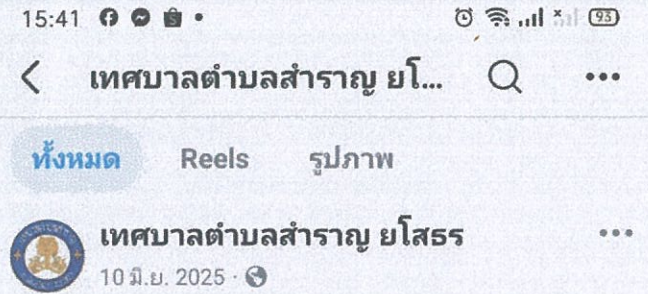 15:41 93
เทศบาลตำบลสำราญ ยโ...
ทั้งหมด Reels รูปภาพ
เทศบาลตำบลสำราญ ยโสธร
10 มิ.ย. 2025 ·